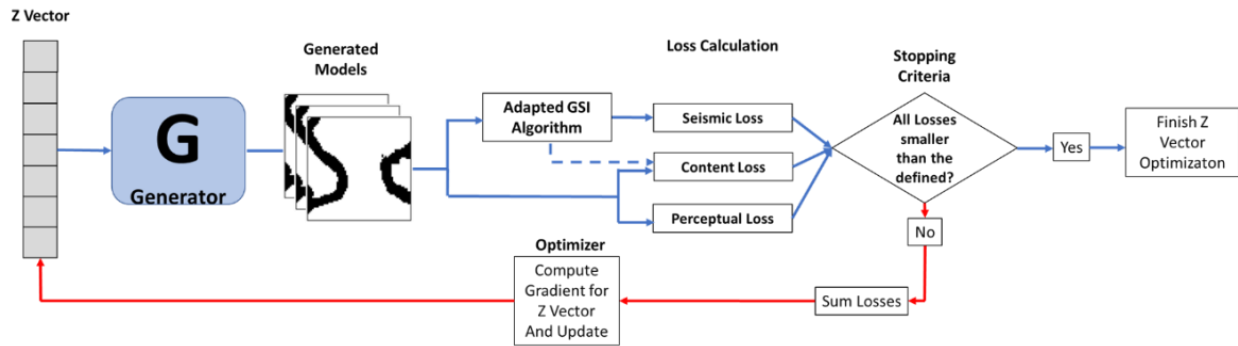 Z Vector
G
Generator
Generated
Models
Adapted GSI
Algorithm
Loss Calculation
Seismic Loss
Content Loss
Perceptual Loss
Stopping
Criteria
All Losses
smaller
than the
defined?
Yes
Finish Z
Vector
Optimizaton
No
Sum Losses
Optimizer
Compute
Gradient for
Z Vector
And Update